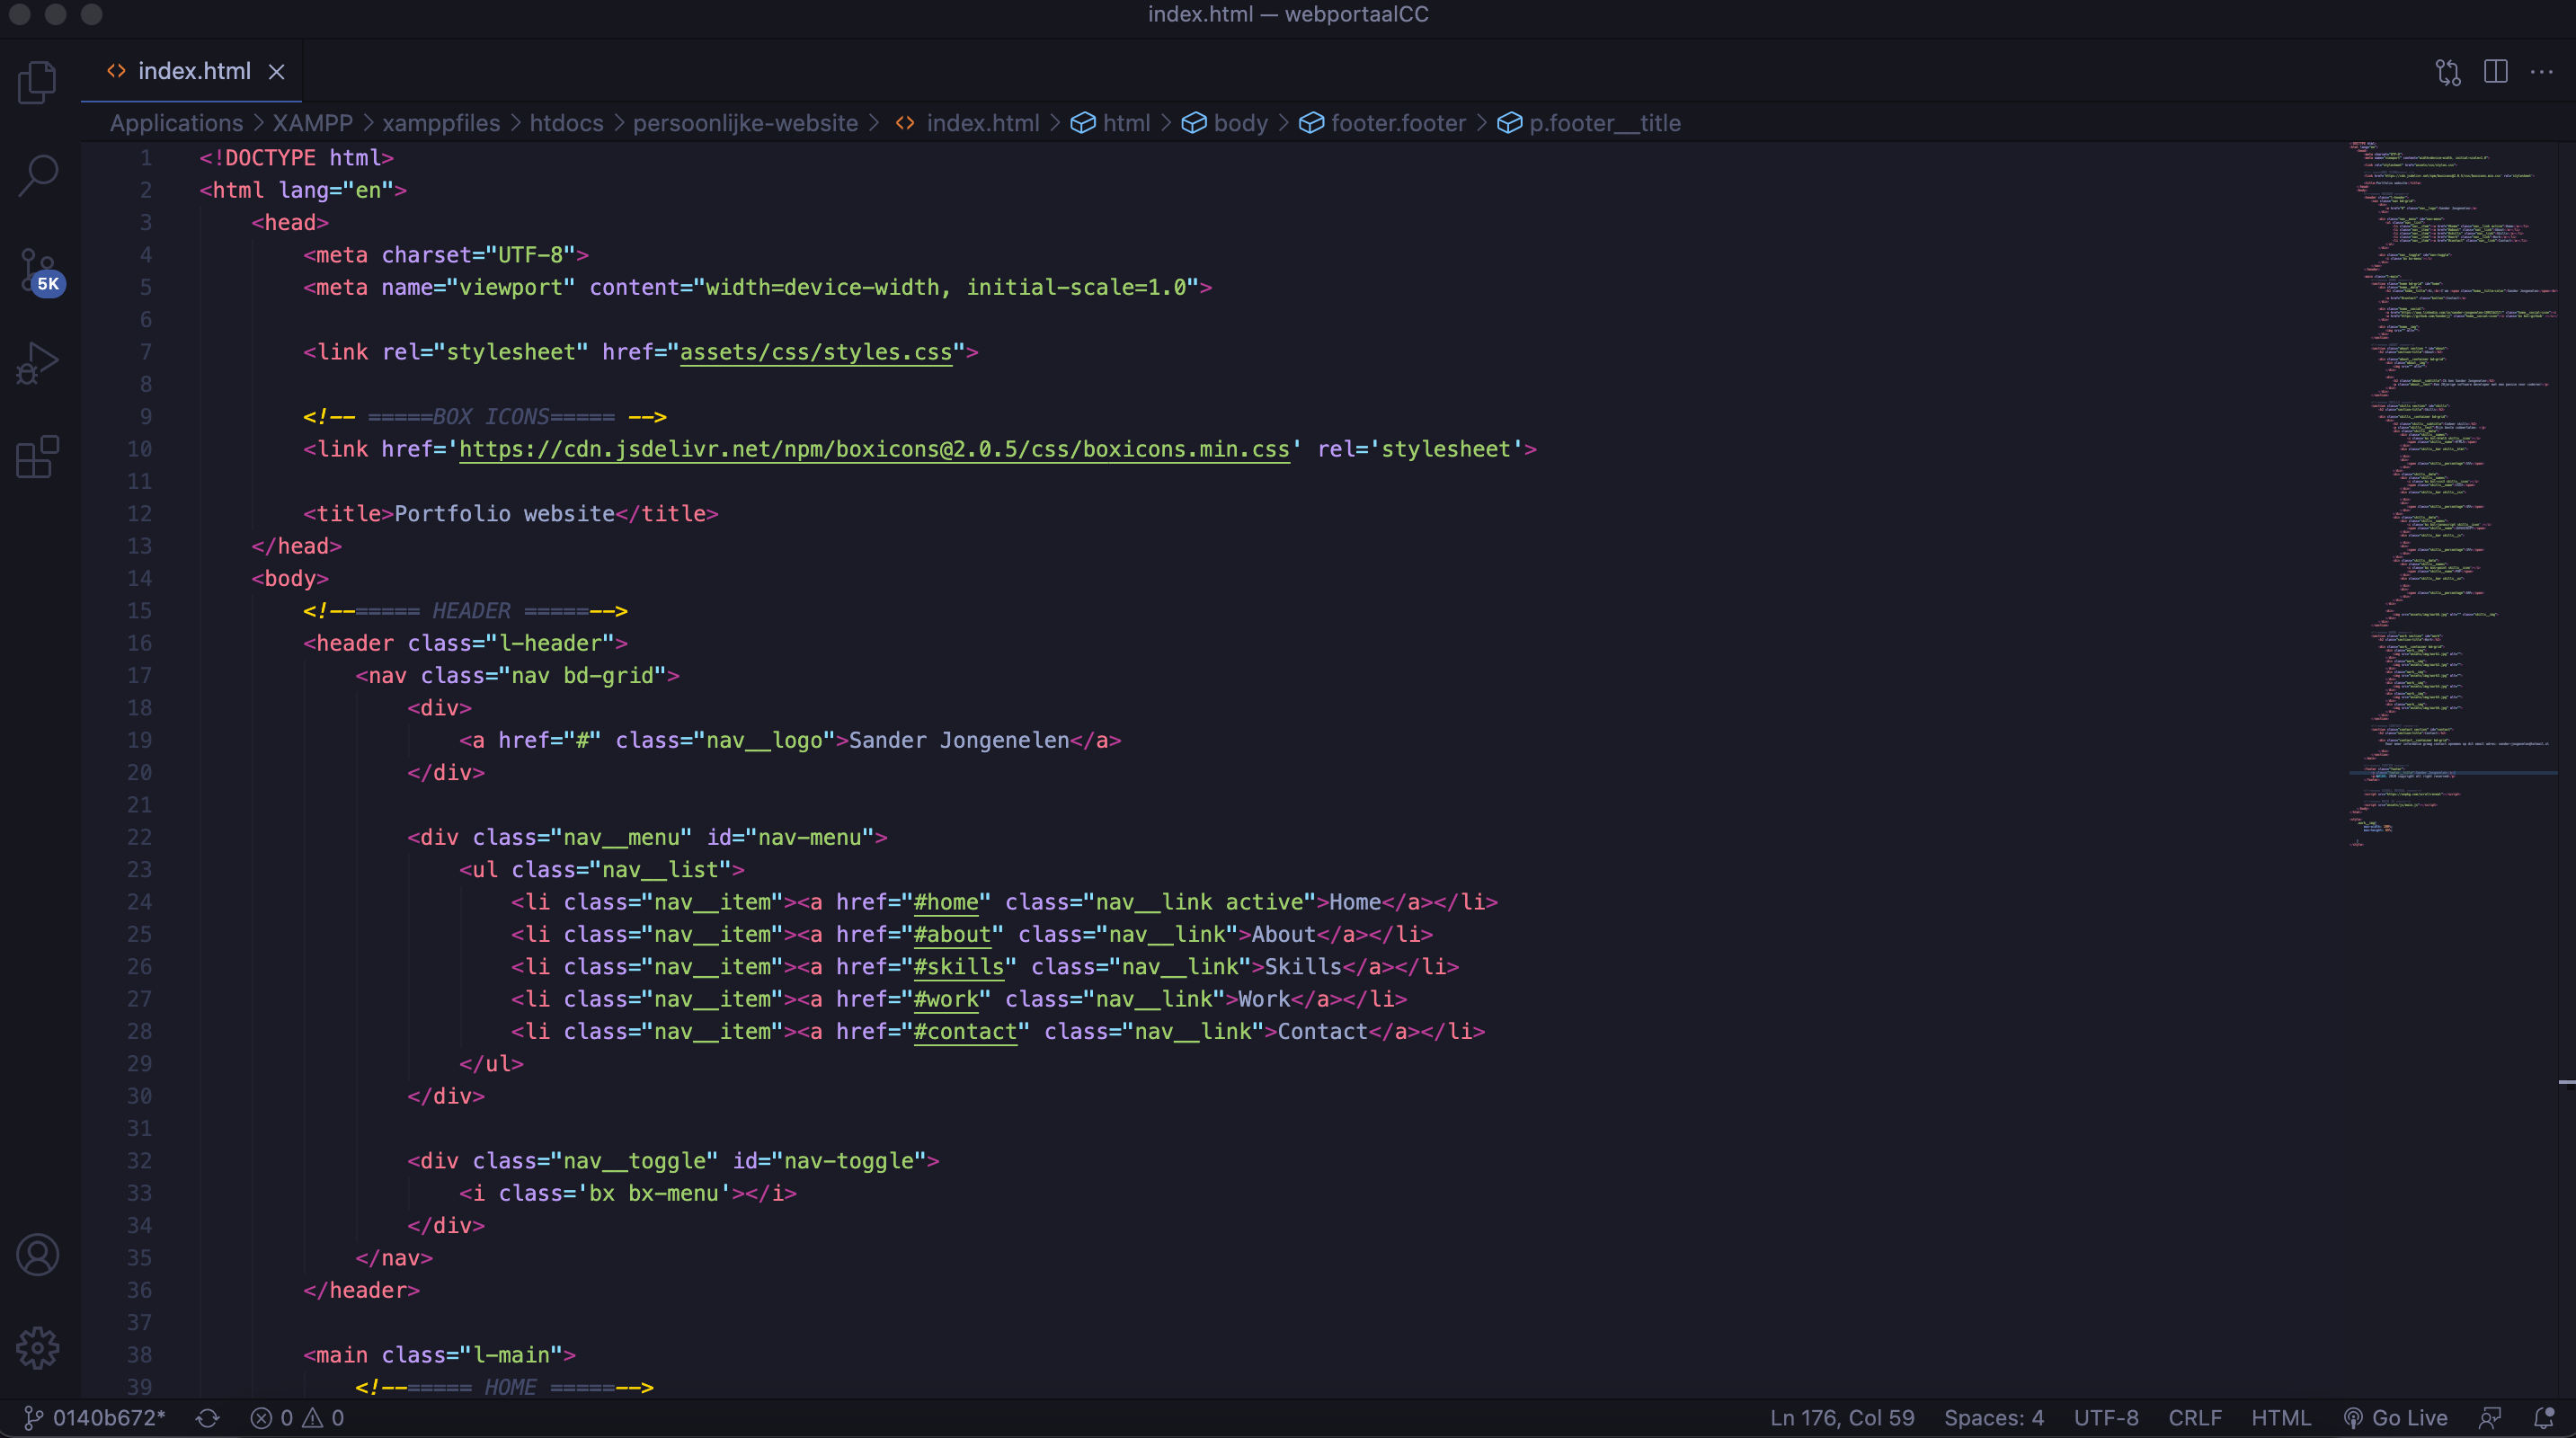 index.html — webportaalCC
index.html
Applications > XAMPP > xamppfiles > htdocs > persoonlijke-website > index.html > html > body > footer.footer > p.footer__title
1 <!DOCTYPE html>
2 <html lang="en">
3 <head>
4 <meta charset="UTF-8">
5 <meta name="viewport" content="width=device-width, initial-scale=1.0">
6
7 <link rel="stylesheet" href="assets/css/styles.css">
8
9 <!-- =====BOX ICONS===== -->
10 <link href='https://cdn.jsdelivr.net/npm/boxicons@2.0.5/css/boxicons.min.css' rel='stylesheet'>
11
12 <title>Portfolio website</title>
13 </head>
14 <body>
15 <!--===== HEADER =====-->
16 <header class="l-header">
17 <nav class="nav bd-grid">
18 <div>
19 <a href="#" class="nav__logo">Sander Jongenelen</a>
20 </div>
21
22 <div class="nav__menu" id="nav-menu">
23 <ul class="nav__list">
24 <li class="nav__item"><a href="#home" class="nav__link active">Home</a></li>
25 <li class="nav__item"><a href="#about" class="nav__link">About</a></li>
26 <li class="nav__item"><a href="#skills" class="nav__link">Skills</a></li>
27 <li class="nav__item"><a href="#work" class="nav__link">Work</a></li>
28 <li class="nav__item"><a href="#contact" class="nav__link">Contact</a></li>
29 </ul>
30 </div>
31
32 <div class="nav__toggle" id="nav-toggle">
33 <i class='bx bx-menu'></i>
34 </div>
35 </nav>
36 </header>
37
38 <main class="l-main">
39 <!--===== HOME =====-->
5K
0140b672* 0 0 Ln 176, Col 59 Spaces: 4 UTF-8 CRLF HTML Go Live